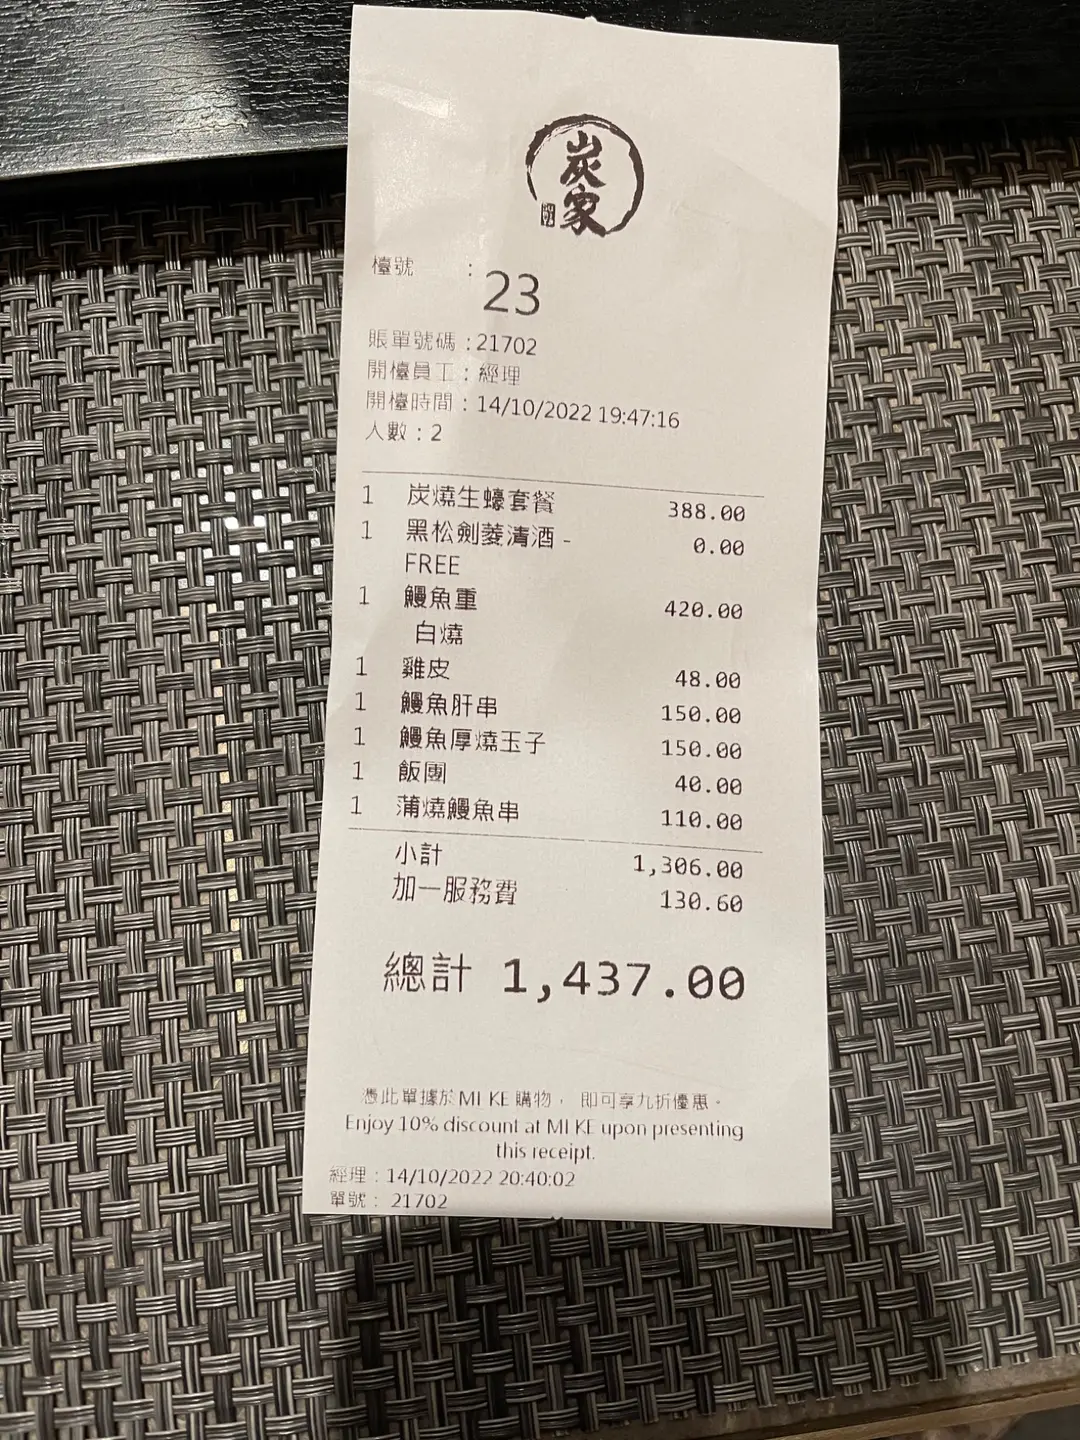 炭家
檯號 :
23
賬單號碼 : 21702
開檯員工 : 經理
開檯時間 : 14/10/2022 19:47:16
人數 : 2
1 炭燒生蠔套餐 388.00
1 黑松劍菱清酒 - 0.00
FREE
1 鰻魚重 420.00
白燒
1 雞皮 48.00
1 鰻魚肝串 150.00
1 鰻魚厚燒玉子 150.00
1 飯團 40.00
1 蒲燒鰻魚串 110.00
小計 1,306.00
加一服務費 130.60
總計 1,437.00
憑此單據於MI KE 購物， 即可享九折優惠。
Enjoy 10% discount at MI KE upon presenting
this receipt.
經理 : 14/10/2022 20:40:02
單號 : 21702